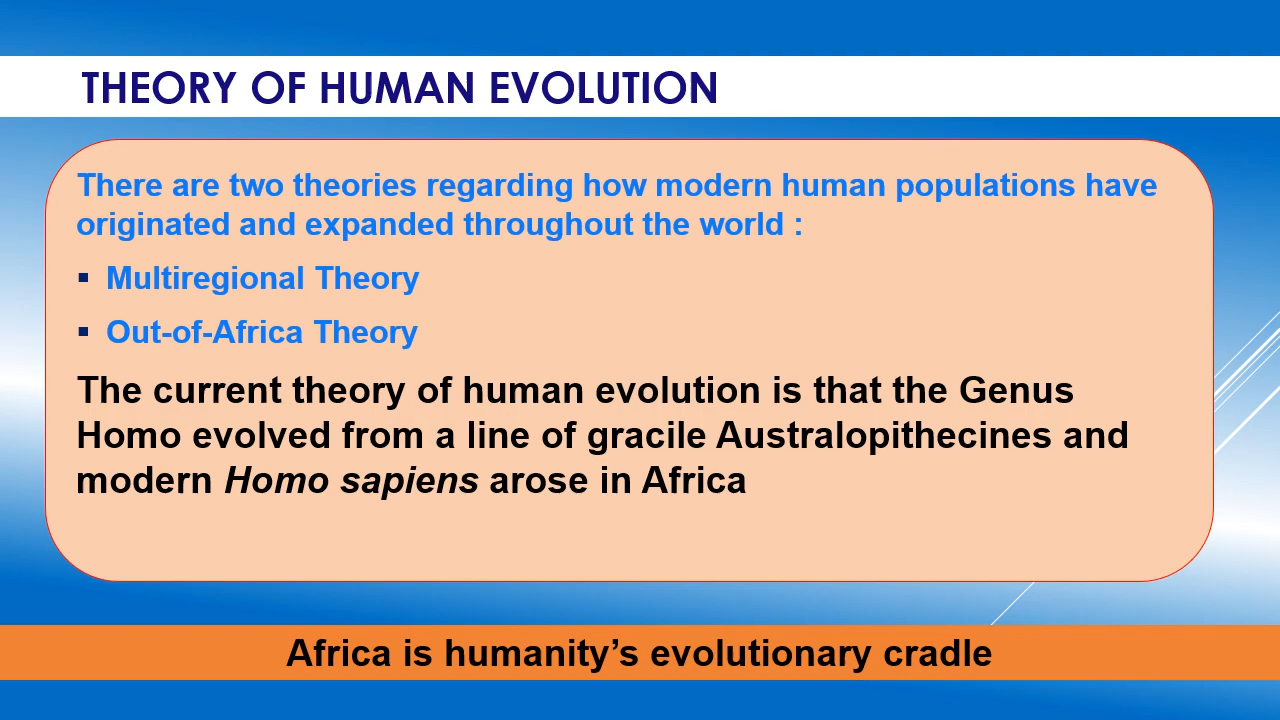 THEORY OF HUMAN EVOLUTION
There are two theories regarding how modern human populations have
originated and expanded throughout the world :
▪ Multiregional Theory
▪ Out-of-Africa Theory
The current theory of human evolution is that the Genus
Homo evolved from a line of gracile Australopithecines and
modern Homo sapiens arose in Africa
Africa is humanity’s evolutionary cradle